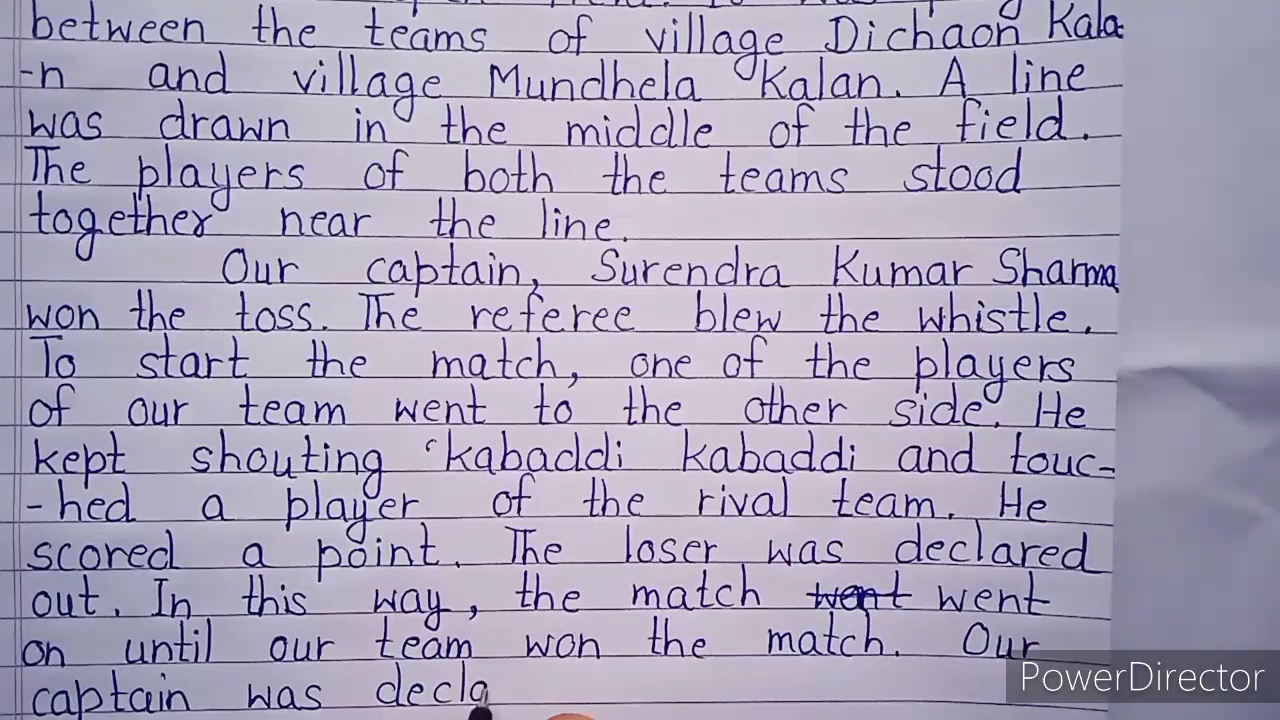 between the teams of village Dichaon Kala-
-n and village Mundhela Kalan. A line
was drawn in the middle of the field.
The players of both the teams stood
together near the line.
Our captain, Surendra Kumar Sharma
won the toss. The referee blew the whistle.
To start the match, one of the players
of our team went to the other side. He
kept shouting ‘kabaddi kabaddi and touc-
-hed a player of the rival team. He
scored a point. The loser was declared
out. In this way, the match went went
on until our team won the match. Our
captain was decla
PowerDirector